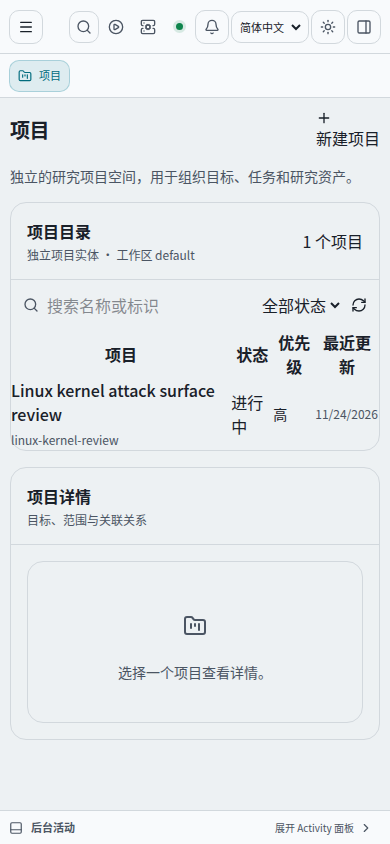 简体中文
项目
项目
新建项目
独立的研究项目空间，用于组织目标、任务和研究资产。
项目目录
独立项目实体 · 工作区 default
1 个项目
搜索名称或标识
全部状态
项目
状态
优先
级
最近更
新
Linux kernel attack surface
review
linux-kernel-review
进行
中
高
11/24/2026
项目详情
目标、范围与关联关系
选择一个项目查看详情。
后台活动
展开 Activity 面板